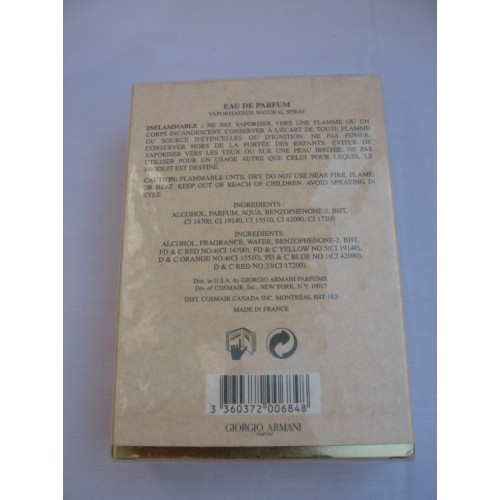 EAU DE PARFUM
VAPORISATEUR NATURAL SPRAY
INFLAMMABLE : NE PAS VAPORISER VERS UNE FLAMME OU UN
CORPS INCANDESCENT. CONSERVER À L'ÉCART DE TOUTE FLAMME
OU SOURCE D'ETINCELLES OU D'IGNITION. NE PAS FUMER.
CONSERVER HORS DE LA PORTÉE DES ENFANTS. ÉVITER DE
VAPORISER VERS LES YEUX OU SUR UNE PEAU IRRITÉE. NE PAS
UTILISER POUR UN USAGE AUTRE QUE CELUI POUR LEQUEL LE
PRODUIT EST DESTINÉ.
CAUTION: FLAMMABLE UNTIL DRY. DO NOT USE NEAR FIRE, FLAME,
OR HEAT. KEEP OUT OF REACH OF CHILDREN. AVOID SPRAYING IN
EYES.
INGREDIENTS :
ALCOHOL, PARFUM, AQUA, BENZOPHENONE-2, BHT,
CI 14700, CI 19140, CI 15510, CI 42090, CI 17200
INGREDIENTS:
ALCOHOL, FRAGRANCE, WATER, BENZOPHENONE-2, BHT,
FD & C RED NO.4(CI 14700), FD & C YELLOW NO.5(CI 19140),
D & C ORANGE NO.4(CI 15510), FD & C BLUE NO.1(CI 42090),
D & C RED NO.33(CI 17200).
Dist. in U.S.A. by GIORGIO ARMANI PARFUMS,
Div. of COSMAIR, Inc., NEW YORK, N.Y. 10017
DIST. COSMAIR CANADA INC. MONTRÉAL H4T 1K5
MADE IN FRANCE
3 360372 006848
GIORGIO ARMANI